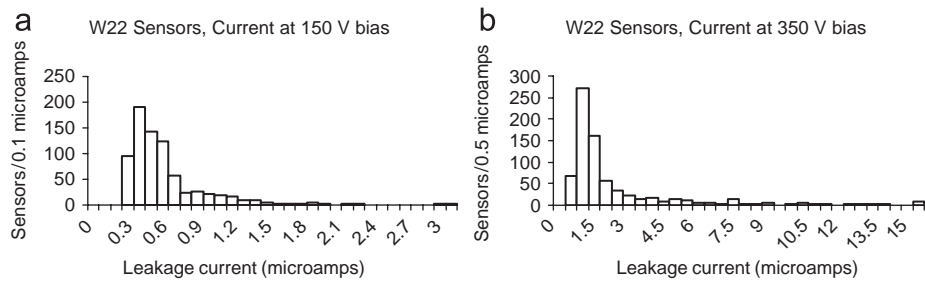 a
W22 Sensors, Current at 150 V bias
Sensors/0.1 microamps
250
200
150
100
50
0
0 0.3 0.6 0.9 1.2 1.5 1.8 2.1 2.4 2.7 3
Leakage current (microamps)
b
W22 Sensors, Current at 350 V bias
Sensors/0.5 microamps
300
250
200
150
100
50
0
0 1.5 3 4.5 6 7.5 9 10.5 12 13.5 15
Leakage current (microamps)